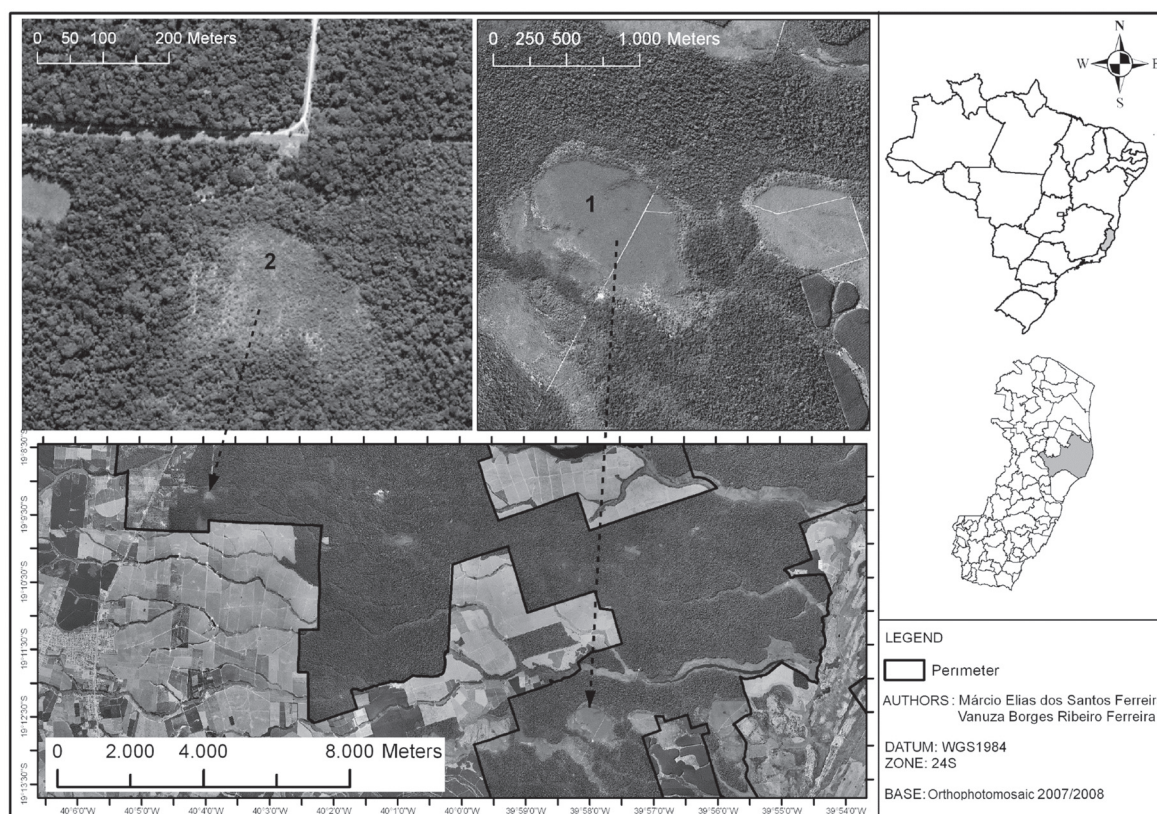 0 50 100 200 Meters
2
0 250 500 1.000 Meters
1
N
W E
S
19°8'30"S
19°9'30"S
19°10'30"S
19°11'30"S
19°12'30"S
19°13'30"S
0 2.000 4.000 8.000 Meters
40°6'0"W 40°5'0"W 40°4'0"W 40°3'0"W 40°2'0"W 40°1'0"W 40°0'0"W 39°59'0"W 39°58'0"W 39°57'0"W 39°56'0"W 39°55'0"W 39°54'0"W
LEGEND
Perimeter
AUTHORS : Márcio Elias dos Santos Ferreir
Vanuza Borges Ribeiro Ferreira
DATUM: WGS1984
ZONE: 24S
BASE: Orthophotomosaic 2007/2008